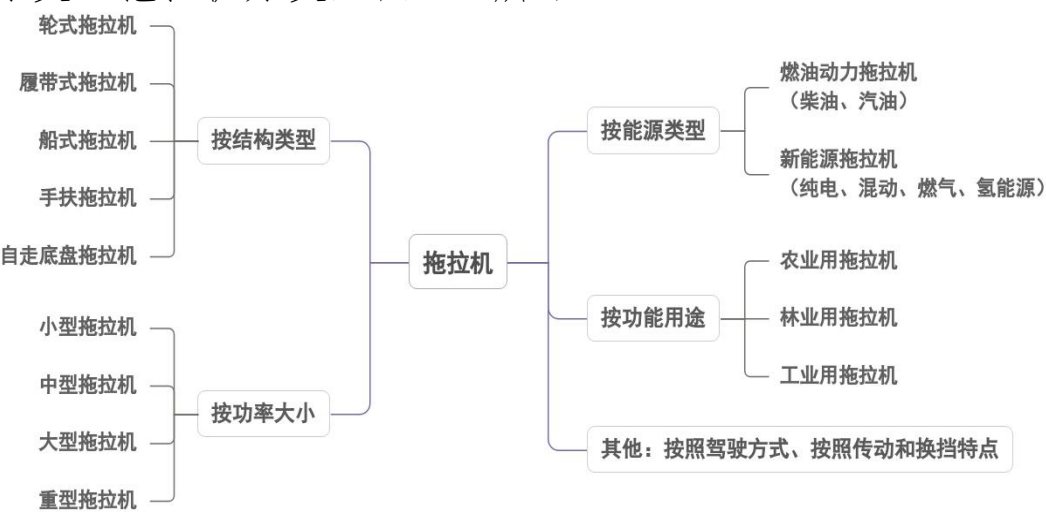 轮式拖拉机
履带式拖拉机
船式拖拉机
手扶拖拉机
自走底盘拖拉机
按结构类型
小型拖拉机
中型拖拉机
大型拖拉机
重型拖拉机
按功率大小
拖拉机
按能源类型
燃油动力拖拉机
（柴油、汽油）
新能源拖拉机
（纯电、混动、燃气、氢能源）
按功能用途
农业用拖拉机
林业用拖拉机
工业用拖拉机
其他：按照驾驶方式、按照传动和换挡特点